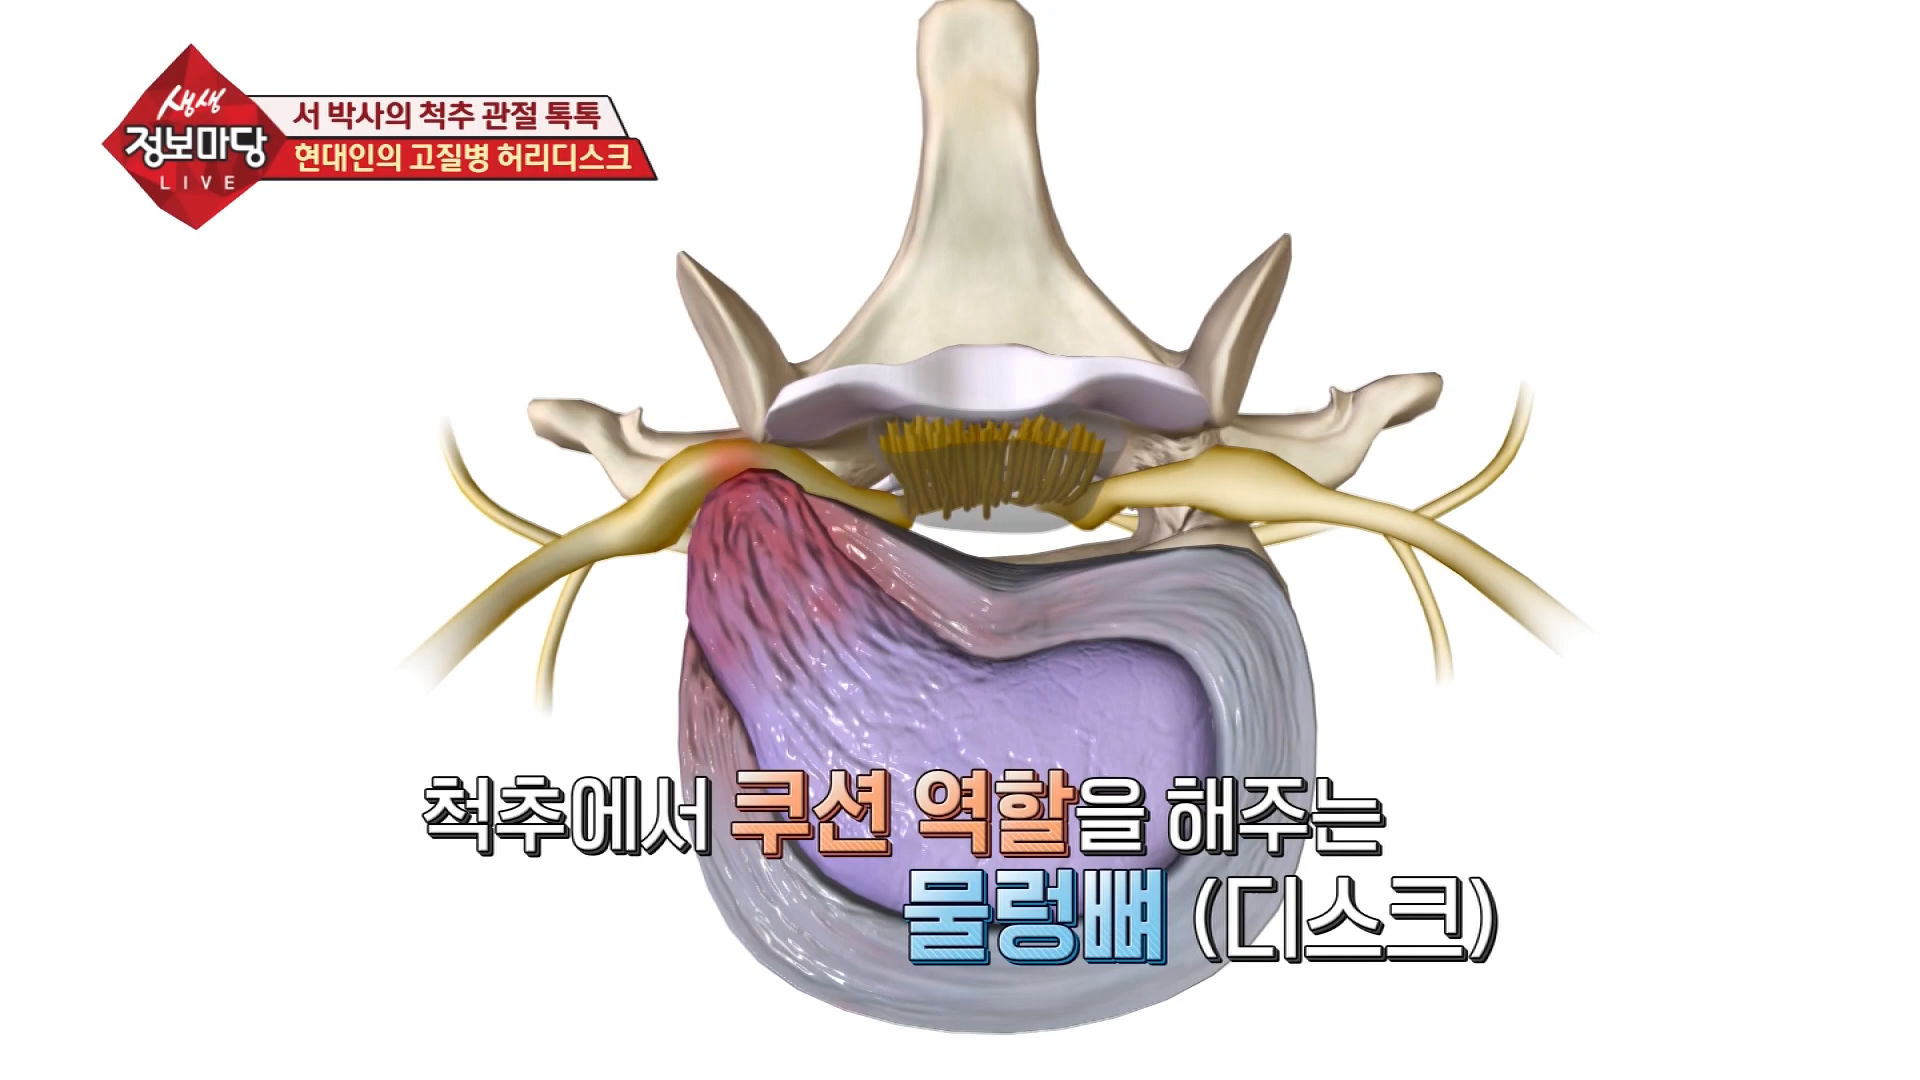 생생
정보마당
LIVE
서 박사의 척추 관절 톡톡
현대인의 고질병 허리디스크
척추에서 쿠션 역할을 해주는
물렁뼈 (디스크)